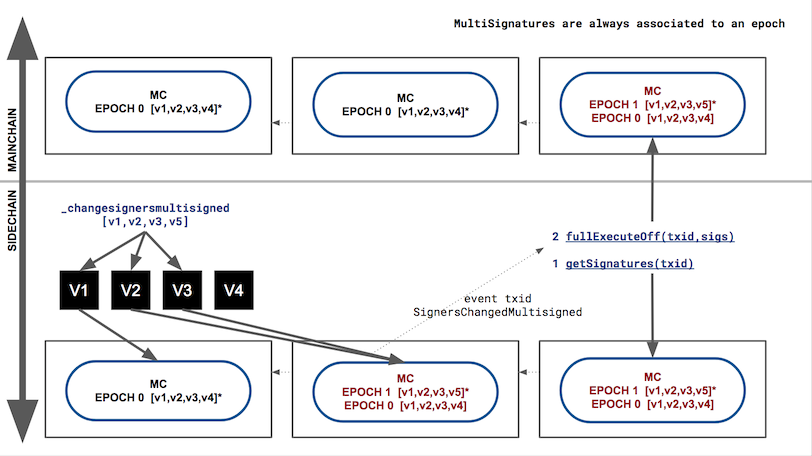 MultiSignatures are always associated to an epoch
MAINCHAIN
MC
EPOCH 0 [v1,v2,v3,v4]*
MC
EPOCH 0 [v1,v2,v3,v4]*
MC
EPOCH 1 [v1,v2,v3,v5]*
EPOCH 0 [v1,v2,v3,v4]
SIDECHAIN
_changesignersmultisigned
[v1,v2,v3,v5]
2 fullExecuteOff(txid,sigs)
1 getSignatures(txid)
V1
V2
V3
V4
event txid
SignersChangedMultisigned
MC
EPOCH 0 [v1,v2,v3,v4]*
MC
EPOCH 1 [v1,v2,v3,v5]*
EPOCH 0 [v1,v2,v3,v4]
MC
EPOCH 1 [v1,v2,v3,v5]*
EPOCH 0 [v1,v2,v3,v4]